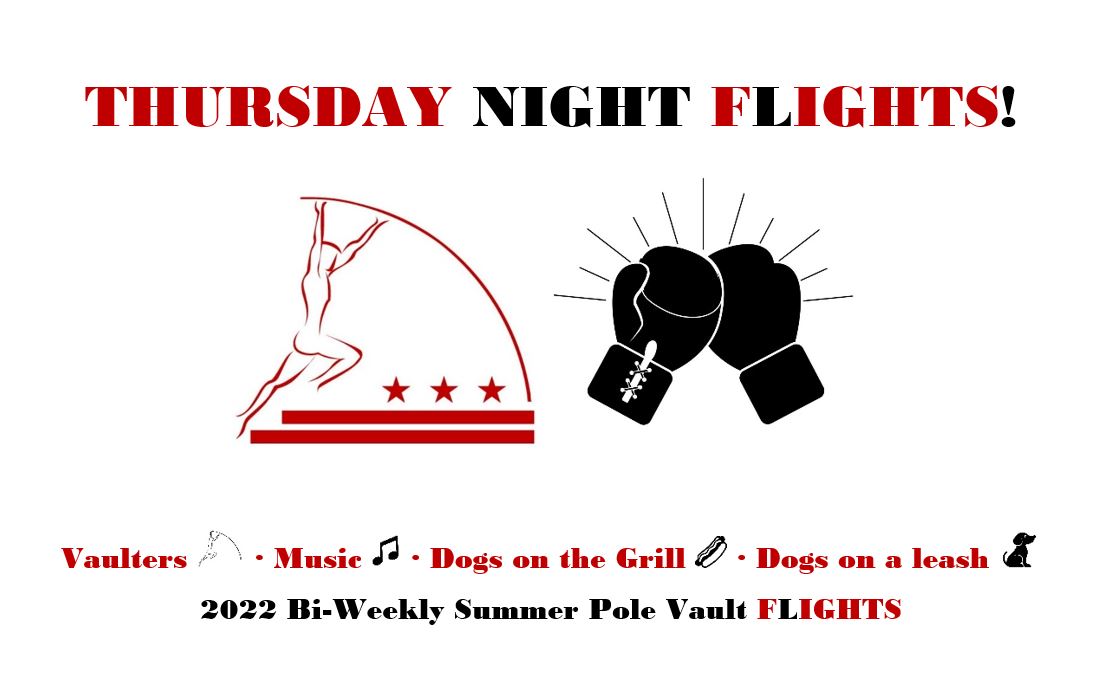 THURSDAY NIGHT FLIGHTS!
Vaulters · Music · Dogs on the Grill · Dogs on a leash
2022 Bi-Weekly Summer Pole Vault FLIGHTS